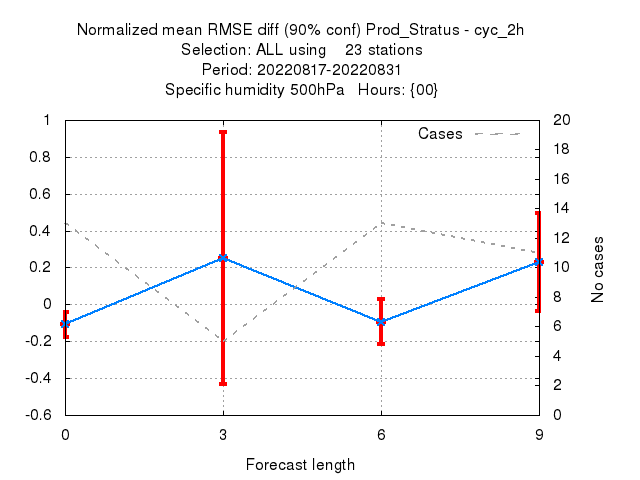 Normalized mean RMSE diff (90% conf) Prod_Stratus - cyc_2h
Selection: ALL using    23 stations
Period: 20220817-20220831
Specific humidity 500hPa   Hours: {00}
Cases
1
0.8
0.6
0.4
0.2
0
-0.2
-0.4
-0.6
20
18
16
14
12
10
8
6
4
2
0
No cases
0 3 6 9
Forecast length